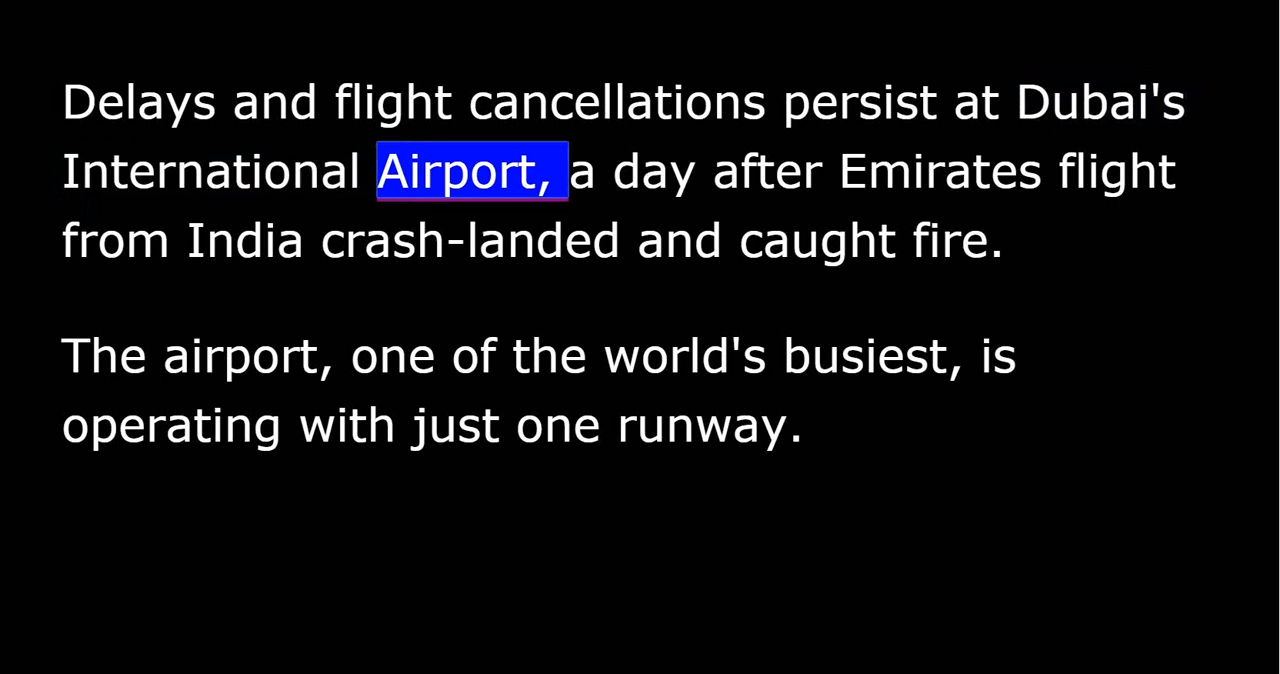 Delays and flight cancellations persist at Dubai's
International Airport, a day after Emirates flight
from India crash-landed and caught fire.
The airport, one of the world's busiest, is
operating with just one runway.